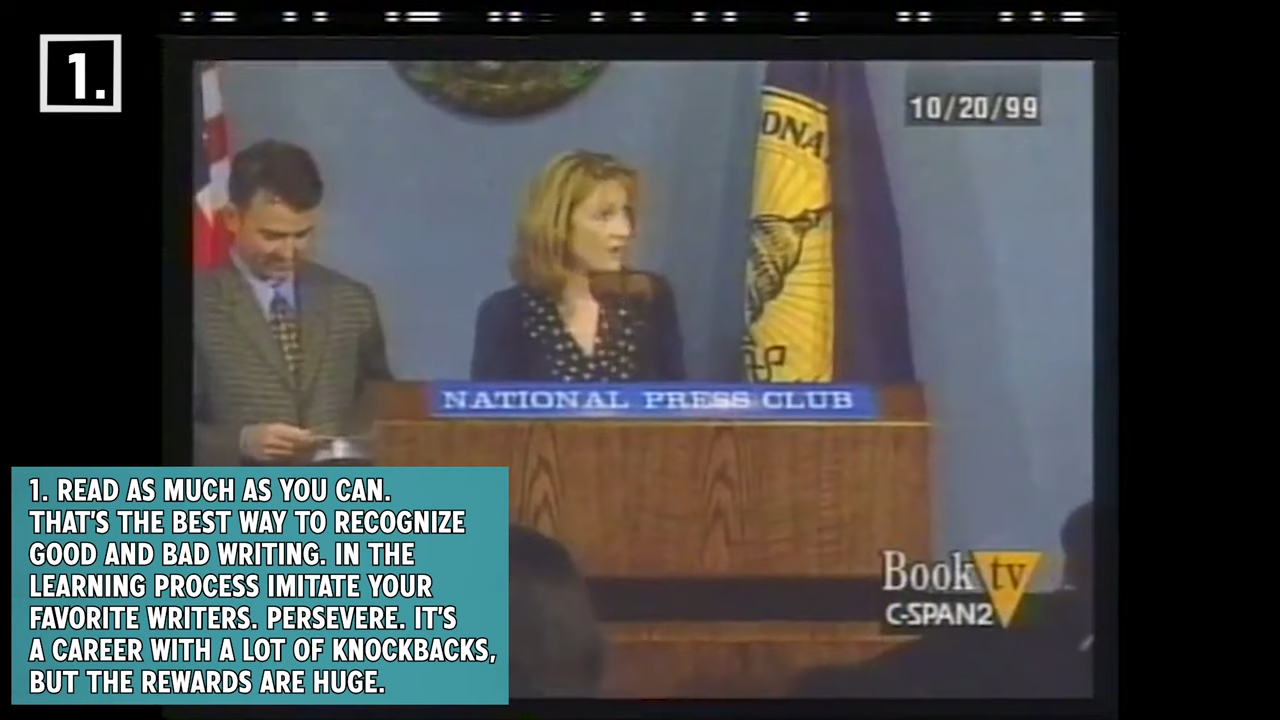 1.
10/20/99
ONA
NATIONAL PRESS CLUB
1. READ AS MUCH AS YOU CAN.
THAT'S THE BEST WAY TO RECOGNIZE
GOOD AND BAD WRITING. IN THE
LEARNING PROCESS IMITATE YOUR
FAVORITE WRITERS. PERSEVERE. IT'S
A CAREER WITH A LOT OF KNOCKBACKS,
BUT THE REWARDS ARE HUGE.
Book tv
C-SPAN2